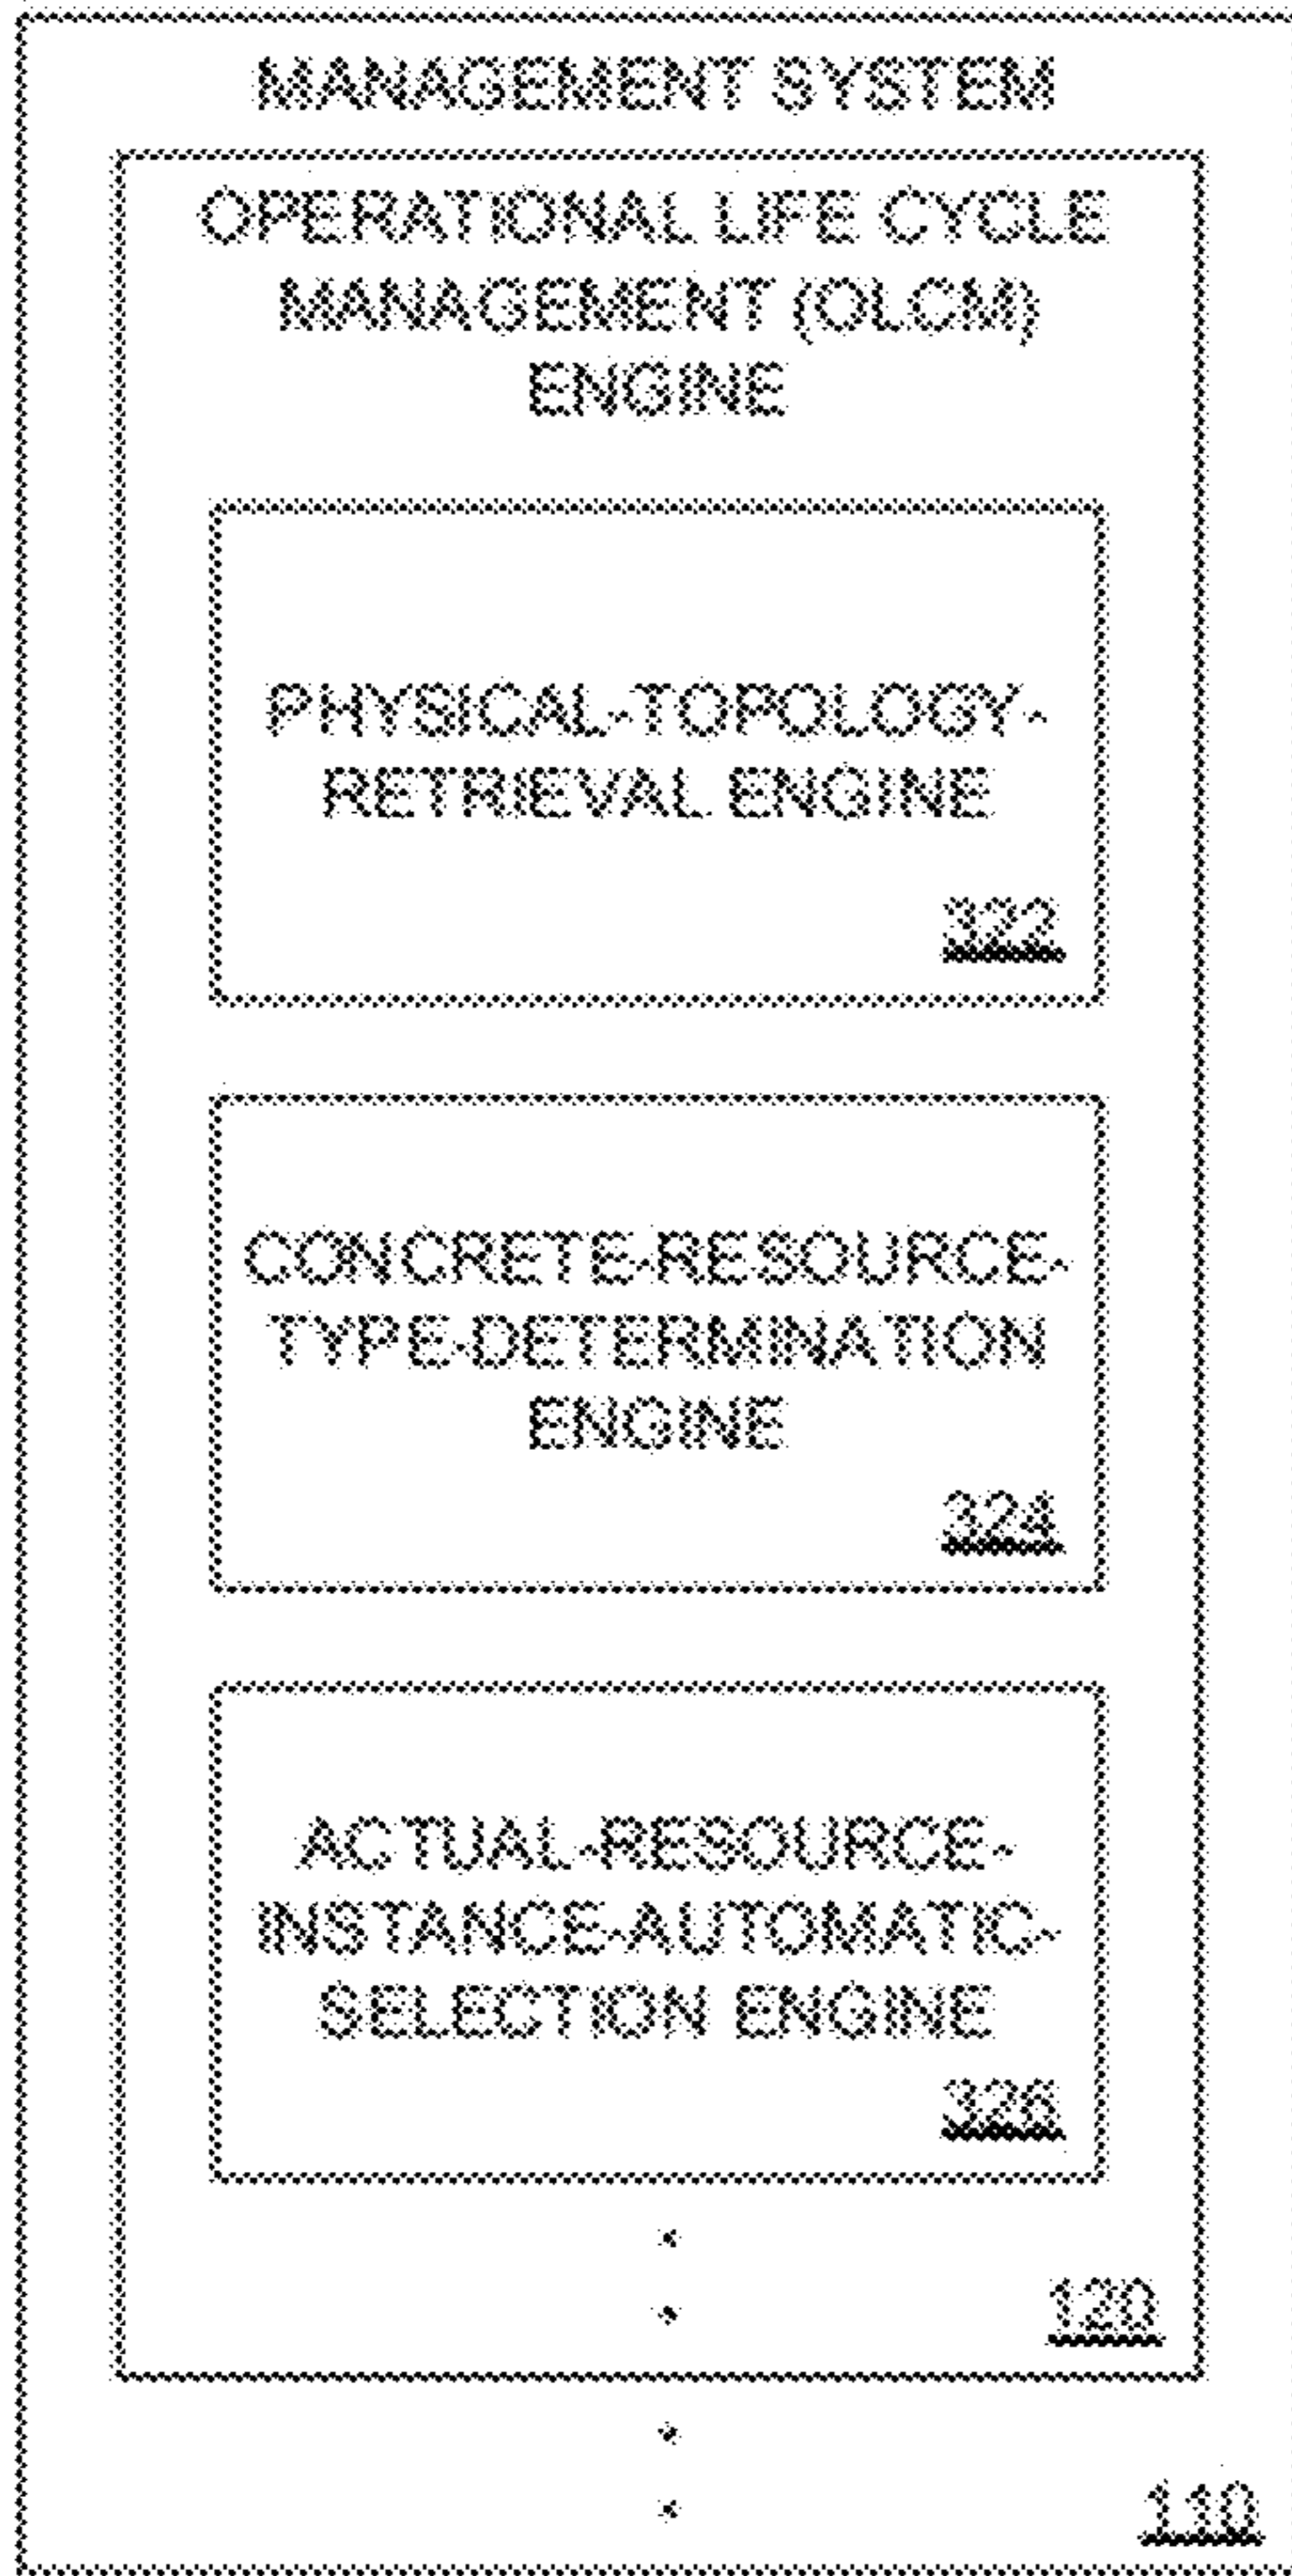 MANAGEMENT SYSTEM
OPERATIONAL LIFE CYCLE
MANAGEMENT (OLCM)
ENGINE
PHYSICAL-TOPOLOGY-
RETRIEVAL ENGINE
322
CONCRETE-RESOURCE-
TYPE-DETERMINATION
ENGINE
324
ACTUAL-RESOURCE-
INSTANCE-AUTOMATIC-
SELECTION ENGINE
326
120
110